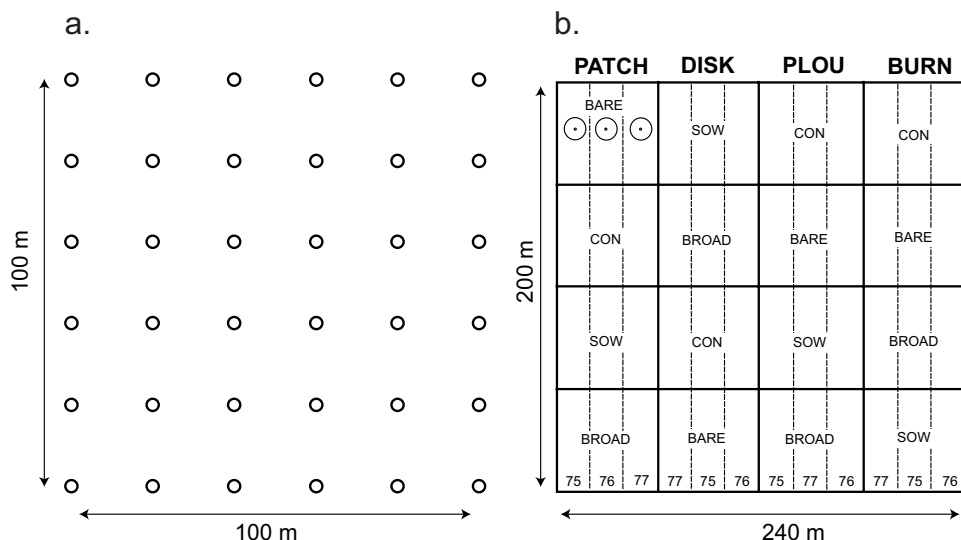 a.
100 m
100 m
b.
PATCH DISK PLOU BURN
BARE SOW CON CON
CON BROAD BARE BARE
SOW CON SOW BROAD
BROAD BARE BROAD SOW
75 76 77 77 75 76 75 77 76 77 75 76
200 m
240 m